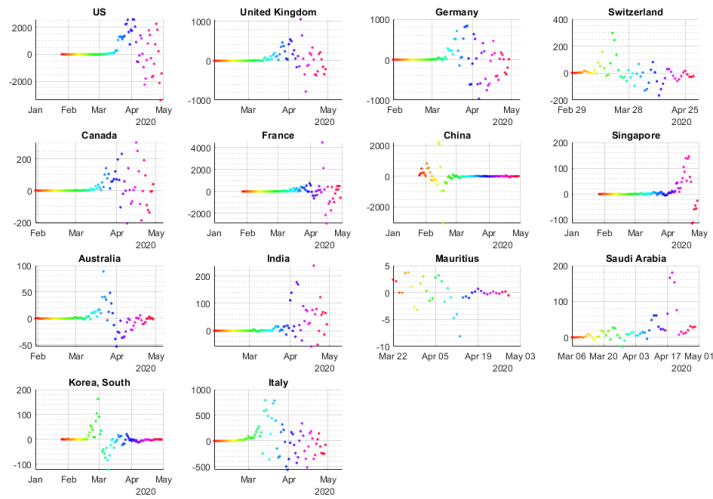 US
2000
0
-2000
Jan Feb Mar Apr May
2020
United Kingdom
1000
0
-1000
Mar Apr May
2020
Germany
1000
0
-1000
Feb Mar Apr May
2020
Switzerland
400
200
0
-200
Feb 29 Mar 28 Apr 25
2020
Canada
200
0
-200
Feb Mar Apr May
2020
France
4000
2000
0
-2000
Jan Feb Mar Apr May
2020
China
2000
0
-2000
Jan Feb Mar Apr May
2020
Singapore
200
100
0
-100
Jan Feb Mar Apr May
2020
Australia
100
50
0
-50
Feb Mar Apr May
2020
India
200
100
0
Feb Mar Apr May
2020
Mauritius
5
0
-5
-10
Mar 22 Apr 05 Apr 19 May 03
2020
Saudi Arabia
200
100
0
Mar 06 Mar 20 Apr 03 Apr 17 May 01
2020
Korea, South
200
100
0
-100
Jan Feb Mar Apr May
2020
Italy
1000
500
0
-500
Feb Mar Apr May
2020